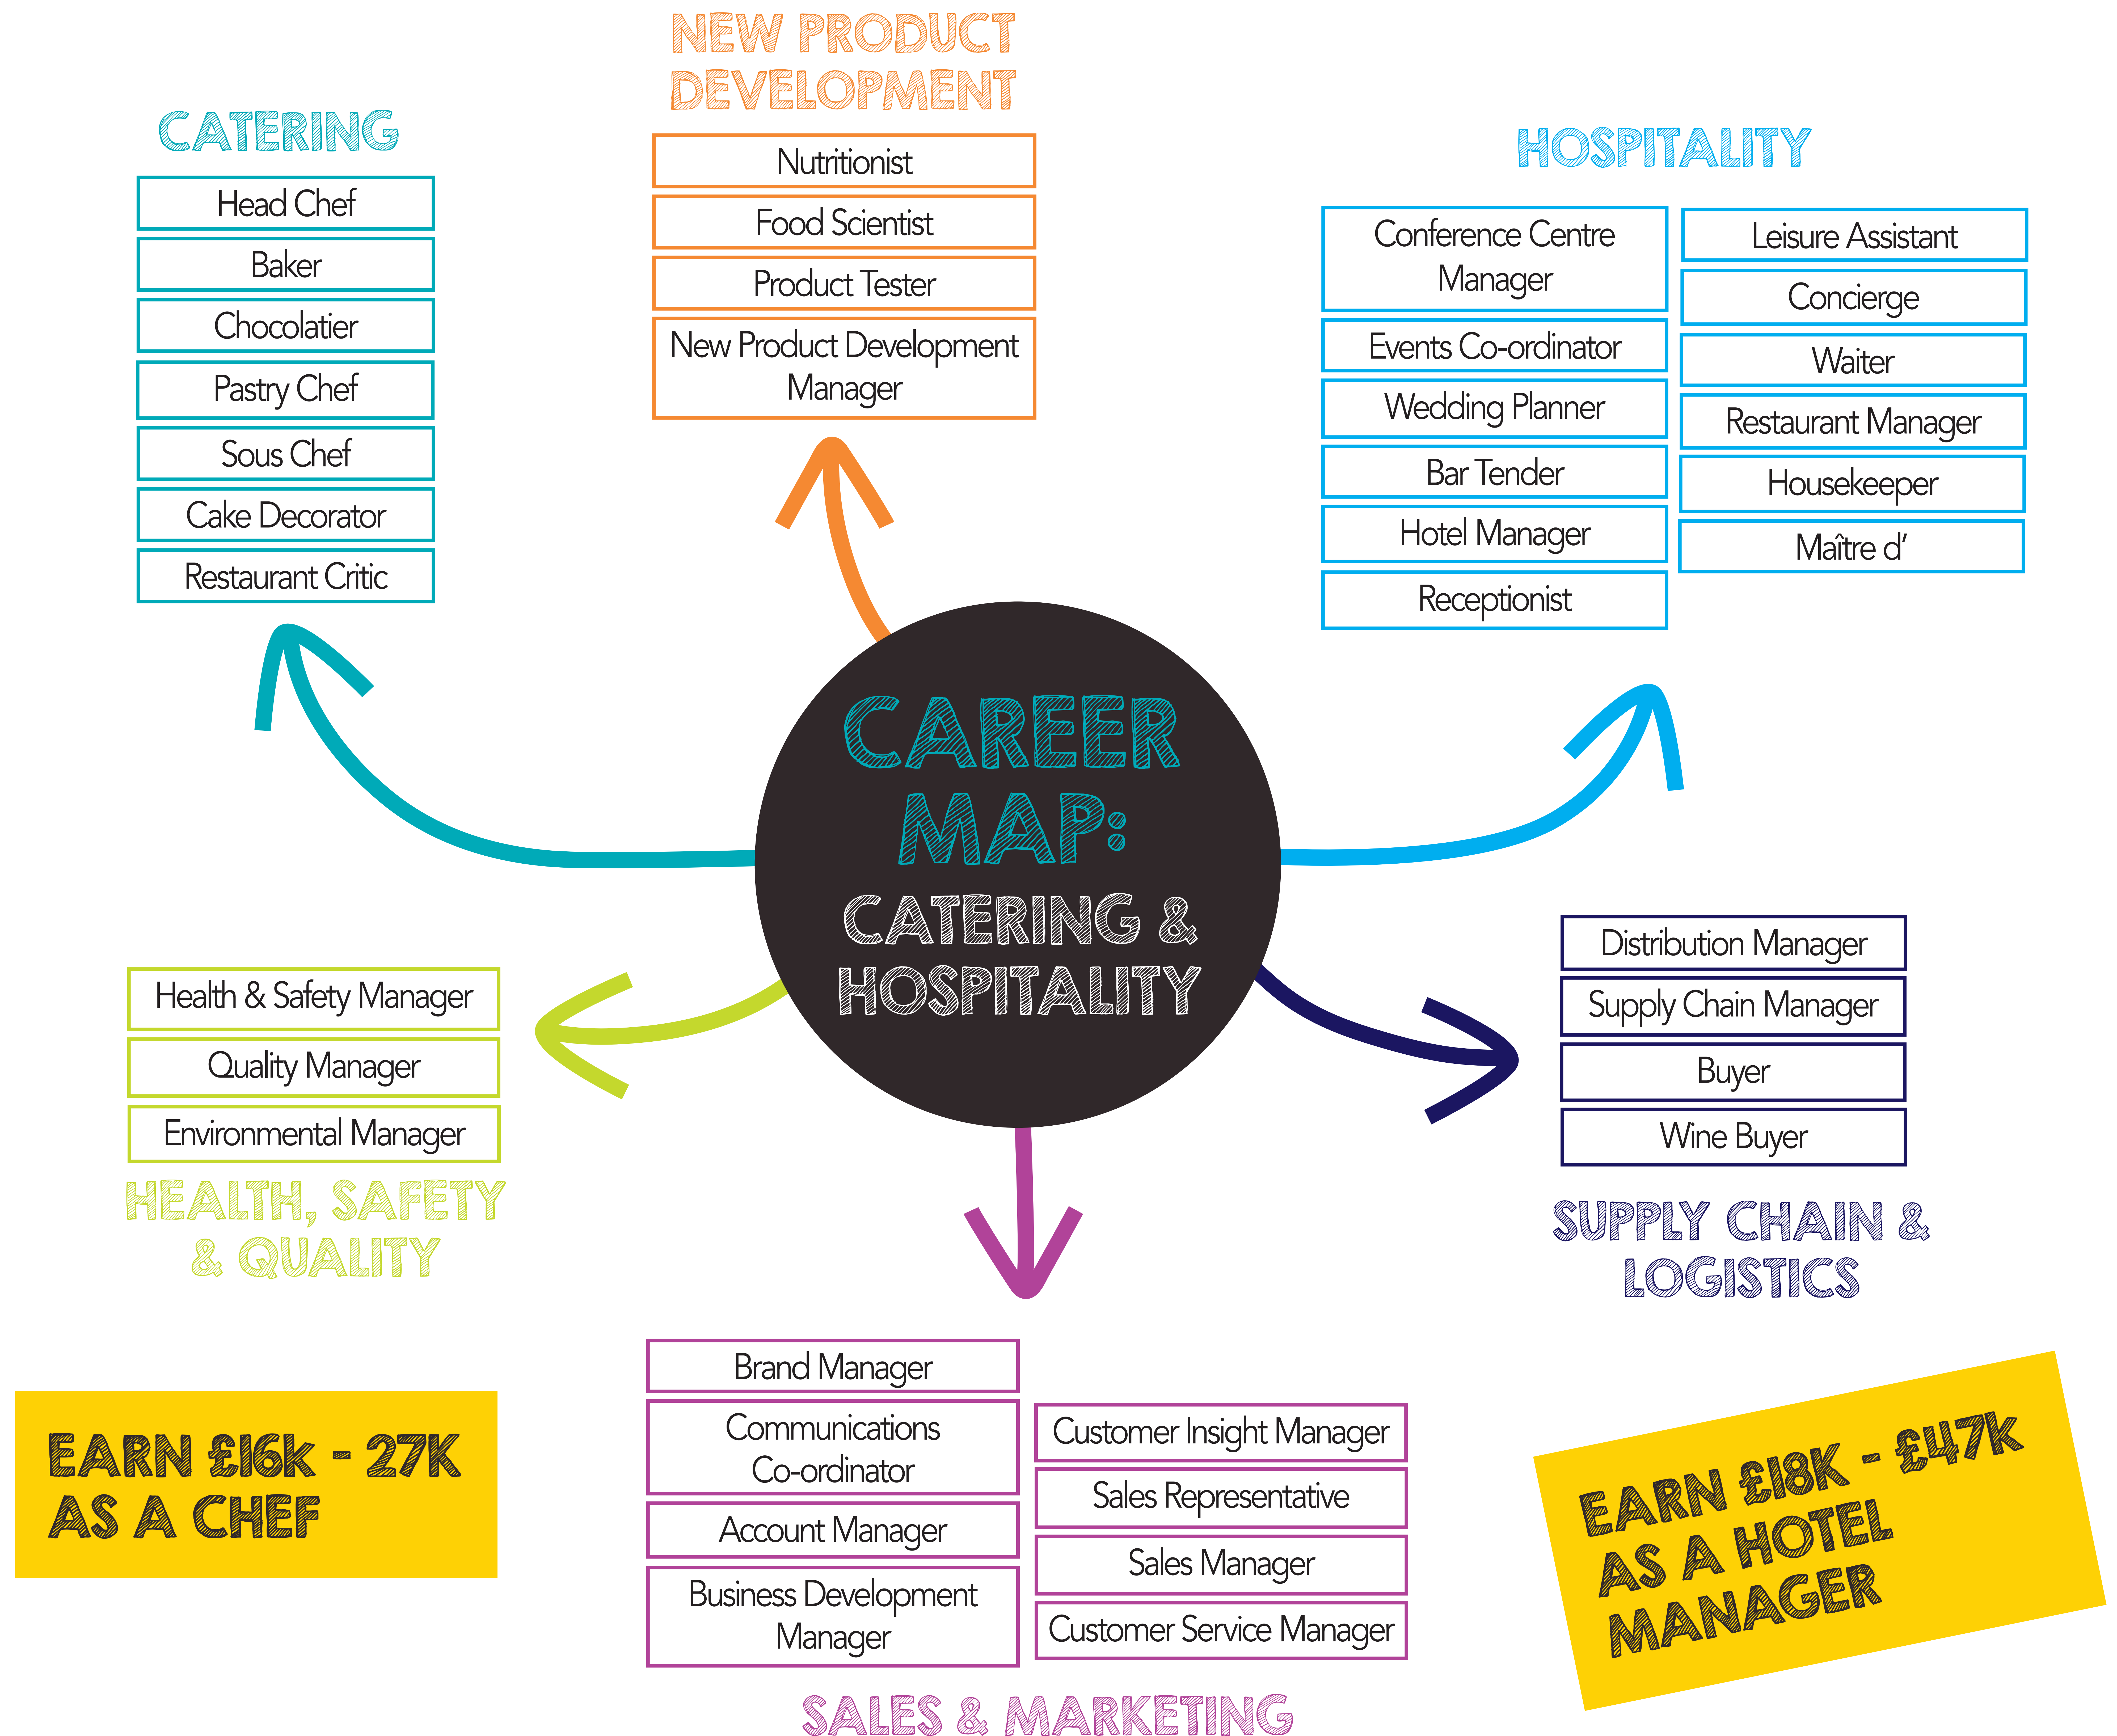 NEW PRODUCT
DEVELOPMENT
Nutritionist
Food Scientist
Product Tester
New Product Development
Manager
CATERING
Head Chef
Baker
Chocolatier
Pastry Chef
Sous Chef
Cake Decorator
Restaurant Critic
HOSPITALITY
Conference Centre
Manager
Events Co-ordinator
Wedding Planner
Bar Tender
Hotel Manager
Receptionist
Leisure Assistant
Concierge
Waiter
Restaurant Manager
Housekeeper
Maître d'
CAREER
MAP:
CATERING &
HOSPITALITY
Health & Safety Manager
Quality Manager
Environmental Manager
HEALTH, SAFETY
& QUALITY
Distribution Manager
Supply Chain Manager
Buyer
Wine Buyer
SUPPLY CHAIN &
LOGISTICS
Brand Manager
Communications
Co-ordinator
Account Manager
Business Development
Manager
Customer Insight Manager
Sales Representative
Sales Manager
Customer Service Manager
SALES & MARKETING
EARN £16k - 27K
AS A CHEF
EARN £18K - £47k
AS A HOTEL
MANAGER